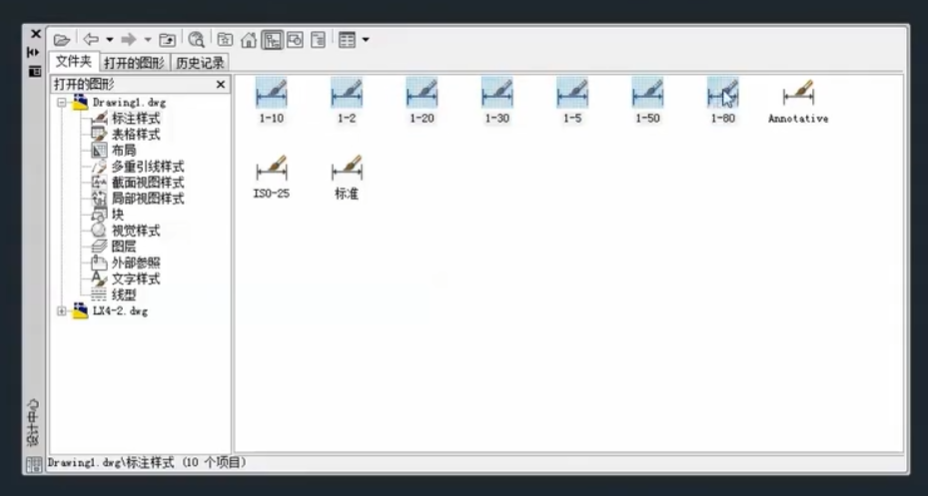 文件夹 打开的图形 历史记录
打开的图形
Drawing1.dwg
标注样式
表格样式
布局
多重引线样式
截面视图样式
局部视图样式
块
视觉样式
图层
外部参照
文字样式
线型
LX4-2.dwg
1-10 1-2 1-20 1-30 1-5 1-50 1-80 Annotative
ISO-25 标准
设计中心
Drawing1.dwg\标注样式 (10 个项目)